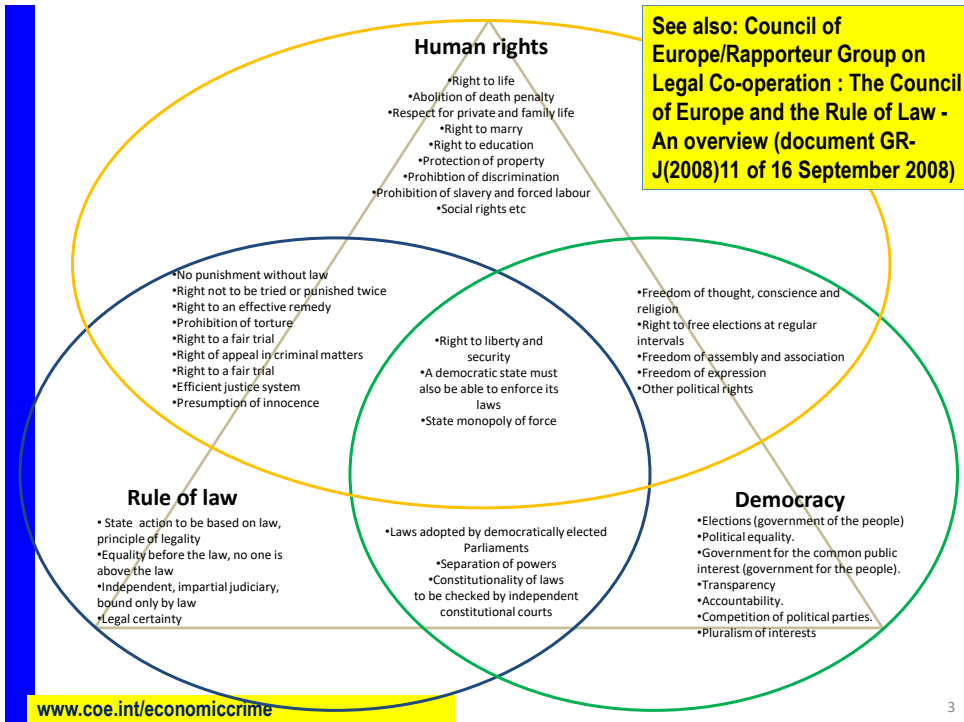 See also: Council of
Europe/Rapporteur Group on
Legal Co-operation : The Council
of Europe and the Rule of Law -
An overview (document GR-
J(2008)11 of 16 September 2008)
Human rights
•Right to life
•Abolition of death penalty
•Respect for private and family life
•Right to marry
•Right to education
•Protection of property
•Prohibtion of discrimination
•Prohibition of slavery and forced labour
•Social rights etc
•No punishment without law
•Right not to be tried or punished twice
•Right to an effective remedy
•Prohibition of torture
•Right to a fair trial
•Right of appeal in criminal matters
•Right to a fair trial
•Efficient justice system
•Presumption of innocence
•Right to liberty and
security
•A democratic state must
also be able to enforce its
laws
•State monopoly of force
•Freedom of thought, conscience and
religion
•Right to free elections at regular
intervals
•Freedom of assembly and association
•Freedom of expression
•Other political rights
Rule of law
• State action to be based on law,
principle of legality
•Equality before the law, no one is
above the law
•Independent, impartial judiciary,
bound only by law
•Legal certainty
•Laws adopted by democratically elected
Parliaments
•Separation of powers
•Constitutionality of laws
to be checked by independent
constitutional courts
Democracy
•Elections (government of the people)
•Political equality.
•Government for the common public
interest (government for the people).
•Transparency
•Accountability.
•Competition of political parties.
•Pluralism of interests
www.coe.int/economiccrime
3